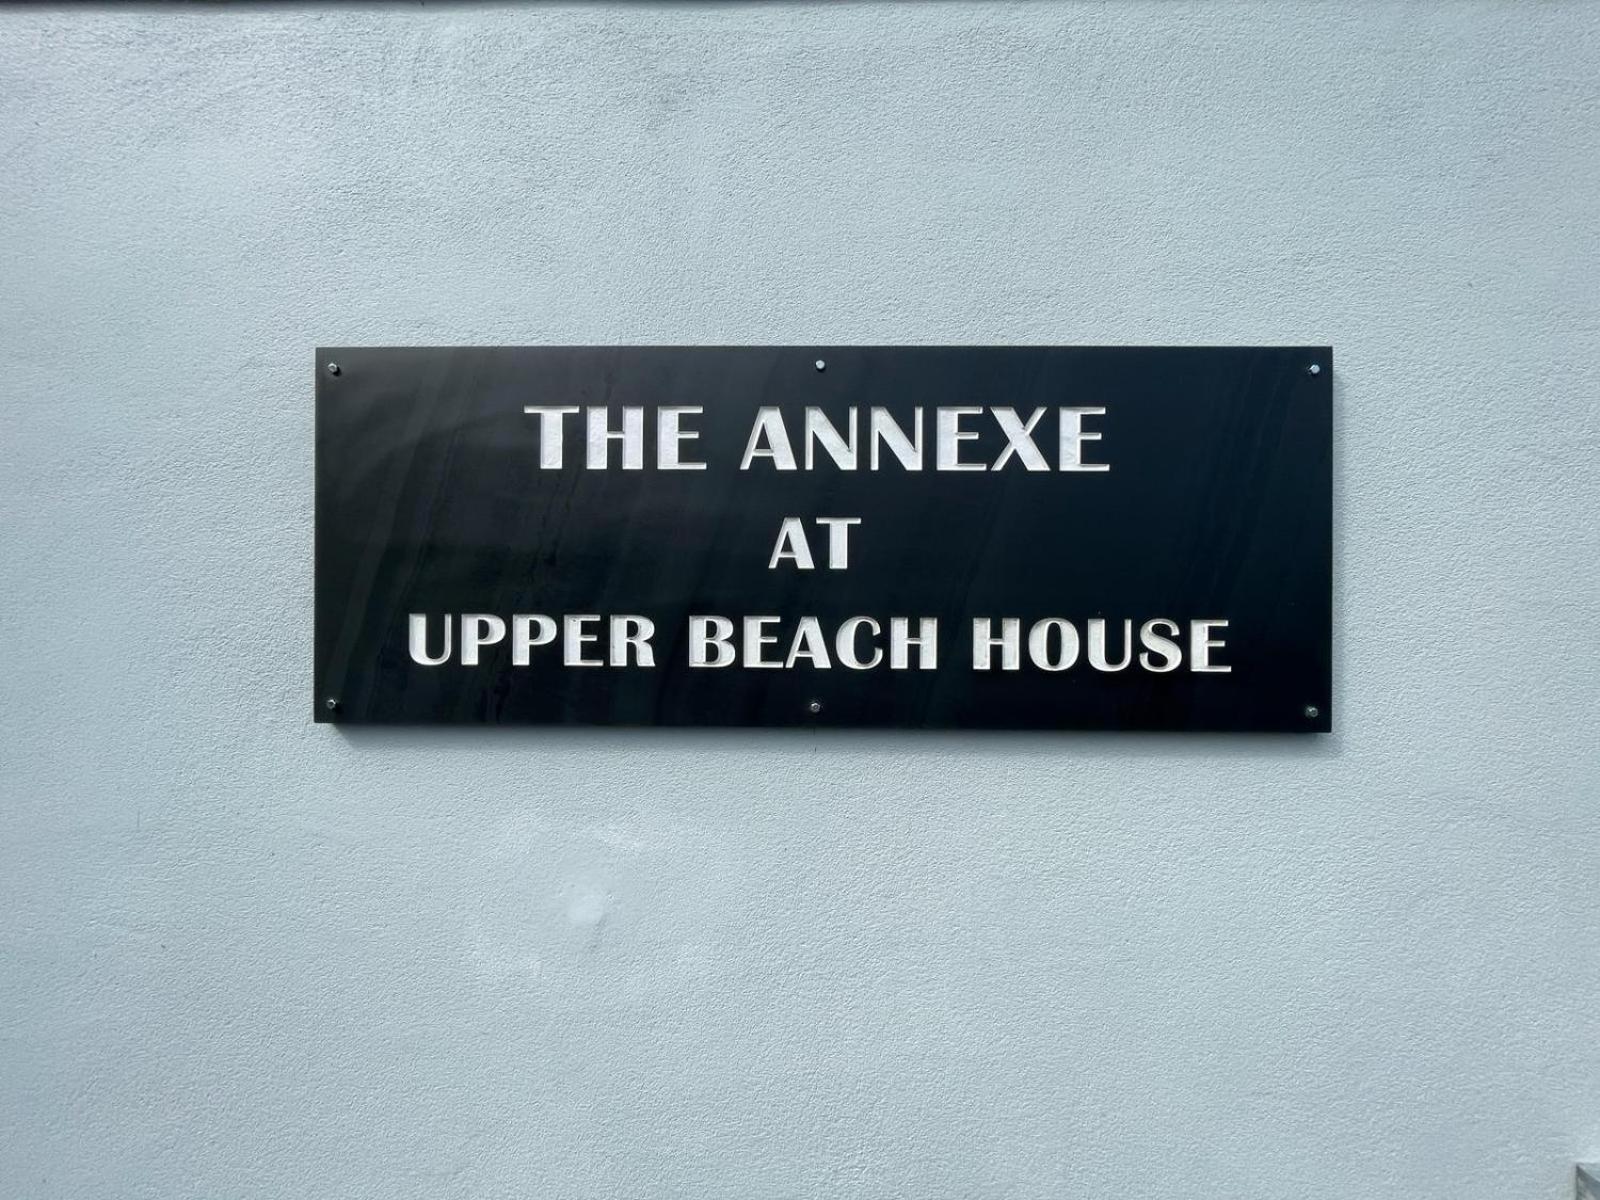 THE ANNEXE
AT
UPPER BEACH HOUSE